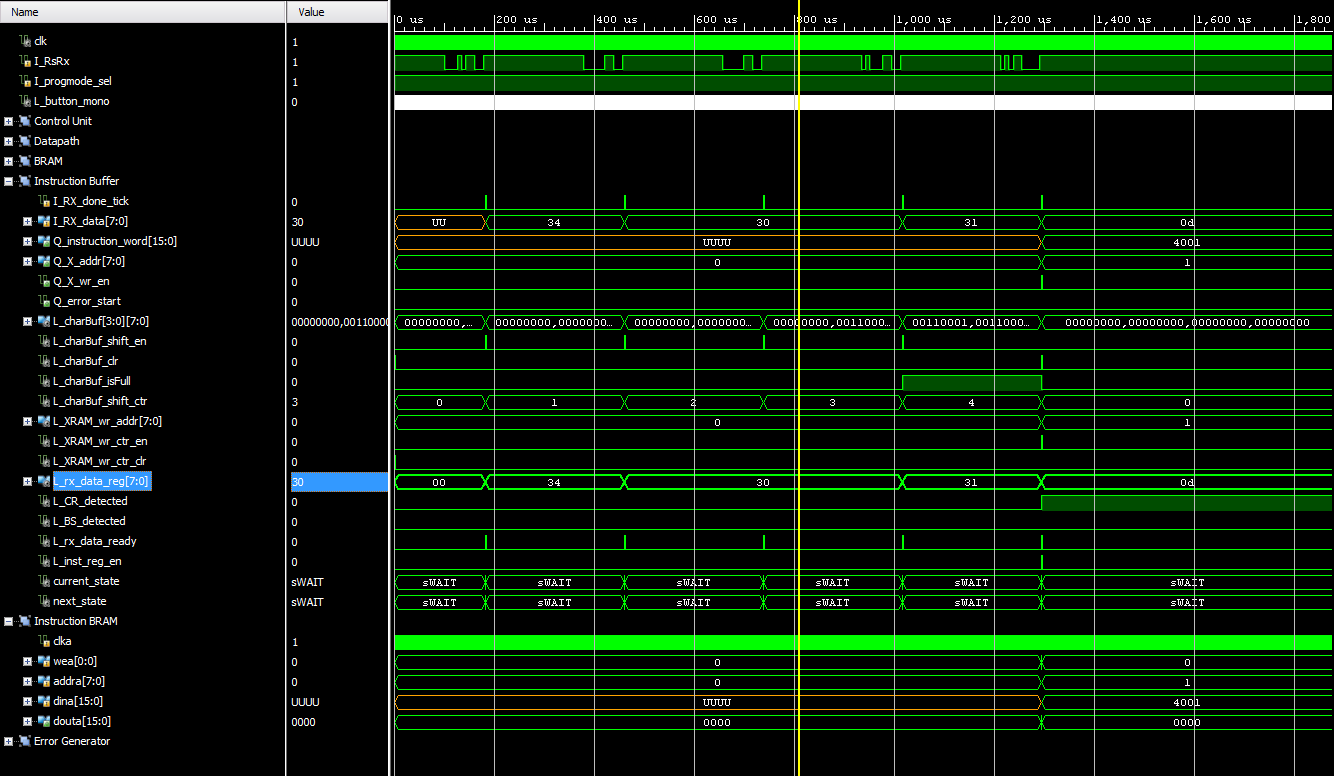 Name Value 0 us 200 us 400 us 600 us 800 us 1,000 us 1,200 us 1,400 us 1,600 us 1,800
clk 1
I_RsRx 1
I_progmode_sel 1
L_button_mono 0
Control Unit
Datapath
BRAM
Instruction Buffer
I_RX_done_tick 0
I_RX_data[7:0] 30 UU 34 30 31 0d
Q_instruction_word[15:0] UUUU UUUU 4001
Q_X_addr[7:0] 0 0 1
Q_X_wr_en 0
Q_error_start 0
L_charBuf[3:0][7:0] 00000000,0011000 00000000,... 00000000,0000000... 00000000,0000000... 00000000,0011000... 00110001,0011000... 00000000,00000000,00000000,00000000
L_charBuf_shift_en 0
L_charBuf_clr 0
L_charBuf_isFull 0
L_charBuf_shift_ctr 3 0 1 2 3 4 0
L_XRAM_wr_addr[7:0] 0 0 1
L_XRAM_wr_ctr_en 0
L_XRAM_wr_ctr_clr 0
L_rx_data_reg[7:0] 30 00 34 30 31 0d
L_CR_detected 0
L_BS_detected 0
L_rx_data_ready 0
L_inst_reg_en 0
current_state sWAIT sWAIT sWAIT sWAIT sWAIT sWAIT sWAIT
next_state sWAIT sWAIT sWAIT sWAIT sWAIT sWAIT sWAIT
Instruction BRAM
clka 1
wea[0:0] 0 0 0
addra[7:0] 0 0 1
dina[15:0] UUUU UUUU 4001
douta[15:0] 0000 0000 0000
Error Generator